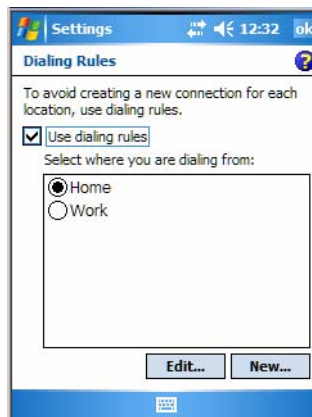 Settings 12:32 ok
Dialing Rules
To avoid creating a new connection for each
location, use dialing rules.
Use dialing rules
Select where you are dialing from:
Home
Work
Edit... New...